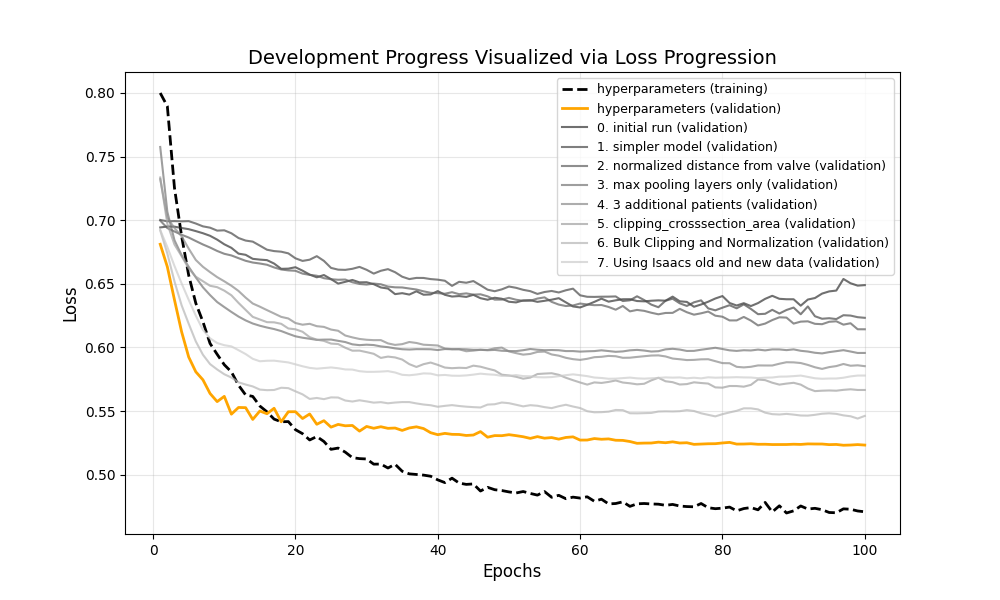 Development Progress Visualized via Loss Progression
Loss
0.80
0.75
0.70
0.65
0.60
0.55
0.50
hyperparameters (training)
hyperparameters (validation)
0. initial run (validation)
1. simpler model (validation)
2. normalized distance from valve (validation)
3. max pooling layers only (validation)
4. 3 additional patients (validation)
5. clipping_crosssection_area (validation)
6. Bulk Clipping and Normalization (validation)
7. Using Isaacs old and new data (validation)
0 20 40 60 80 100
Epochs